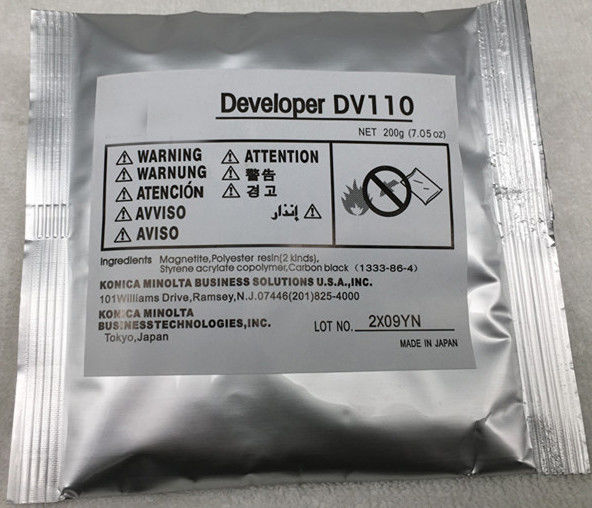 Developer DV110
NET 200g (7.05 oz)
⚠ WARNING ⚠ ATTENTION
⚠ WARNUNG ⚠ 警告
⚠ ATENCIÓN ⚠ 경고
⚠ AVVISO إنذار ⚠
⚠ AVISO
Ingredients Magnetite,Polyester resin(2 kinds),
Styrene acrylate copolymer,Carbon black (1333-86-4)
KONICA MINOLTA BUSINESS SOLUTIONS U.S.A.,INC.
101Williams Drive,Ramsey,N.J.07446(201)825-4000
KONICA MINOLTA
BUSINESSTECHNOLOGIES,INC.
Tokyo,Japan
LOT NO. 2X09YN
MADE IN JAPAN